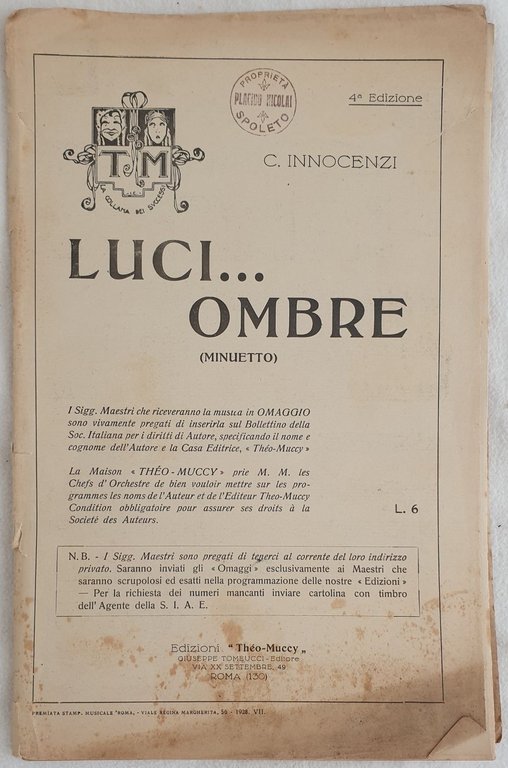 PROPRIETÀ
PLACIDO NICOLAI
SPOLETO
4ª Edizione
T M
LA COLLANA DEI SUCCESSI
C. INNOCENZI
LUCI...
OMBRE
(MINUETTO)
I Sigg. Maestri che riceveranno la musica in OMAGGIO
sono vivamente pregati di inserirla sul Bollettino della
Soc. Italiana per i diritti di Autore, specificando il nome e
cognome dell'Autore e la Casa Editrice, « Théo-Muccy »
La Maison « THÉO - MUCCY » prie M. M. les
Chefs d' Orchestre de bien vouloir mettre sur les pro-
grammes les noms de l'Auteur et de l'Editeur Theo-Muccy
Condition obbligatoire pour assurer ses droits à la
Societé des Auteurs.
L. 6
N. B. - I Sigg. Maestri sono pregati di tenerci al corrente del loro indirizzo
privato. Saranno inviati gli «Omaggi» esclusivamente ai Maestri che
saranno scrupolosi ed esatti nella programmazione delle nostre «Edizioni»
— Per la richiesta dei numeri mancanti inviare cartolina con timbro
dell'Agente della S. I. A. E.
Edizioni "Théo-Muccy„
GIUSEPPE TOMEUCCI - Editore
VIA XX SETTEMBRE, 49
ROMA (130)
PREMIATA STAMP. MUSICALE "ROMA, - VIALE REGINA MARGHERITA, 50 - 1928. VII.